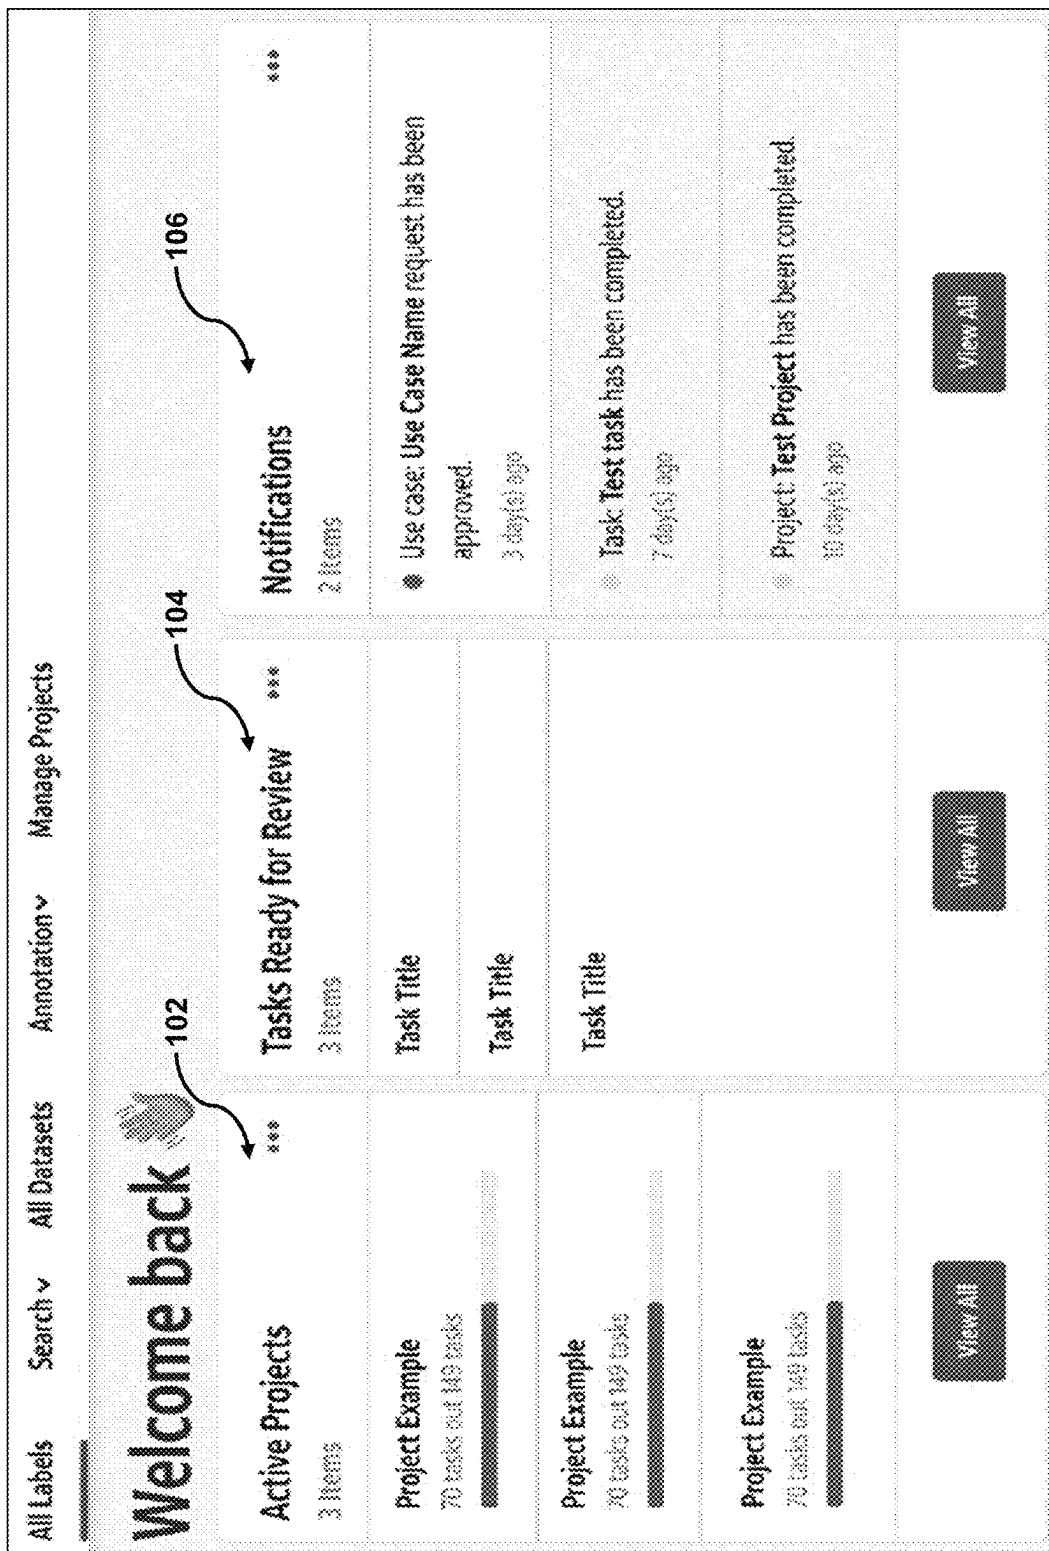 All Labels Search All Datasets Annotation Manage Projects
Welcome back
102
104
106
Active Projects
3 Items
Project Example
70 tasks out 149 tasks
Project Example
70 tasks out 149 tasks
Project Example
70 tasks out 149 tasks
View All
Tasks Ready for Review
3 Items
Task Title
Task Title
Task Title
View All
Notifications
2 Items
Use case: Use Case Name request has been
approved.
3 day(s) ago
Task: Test task has been completed.
7 day(s) ago
Project: Test Project has been completed.
10 day(s) ago
View All